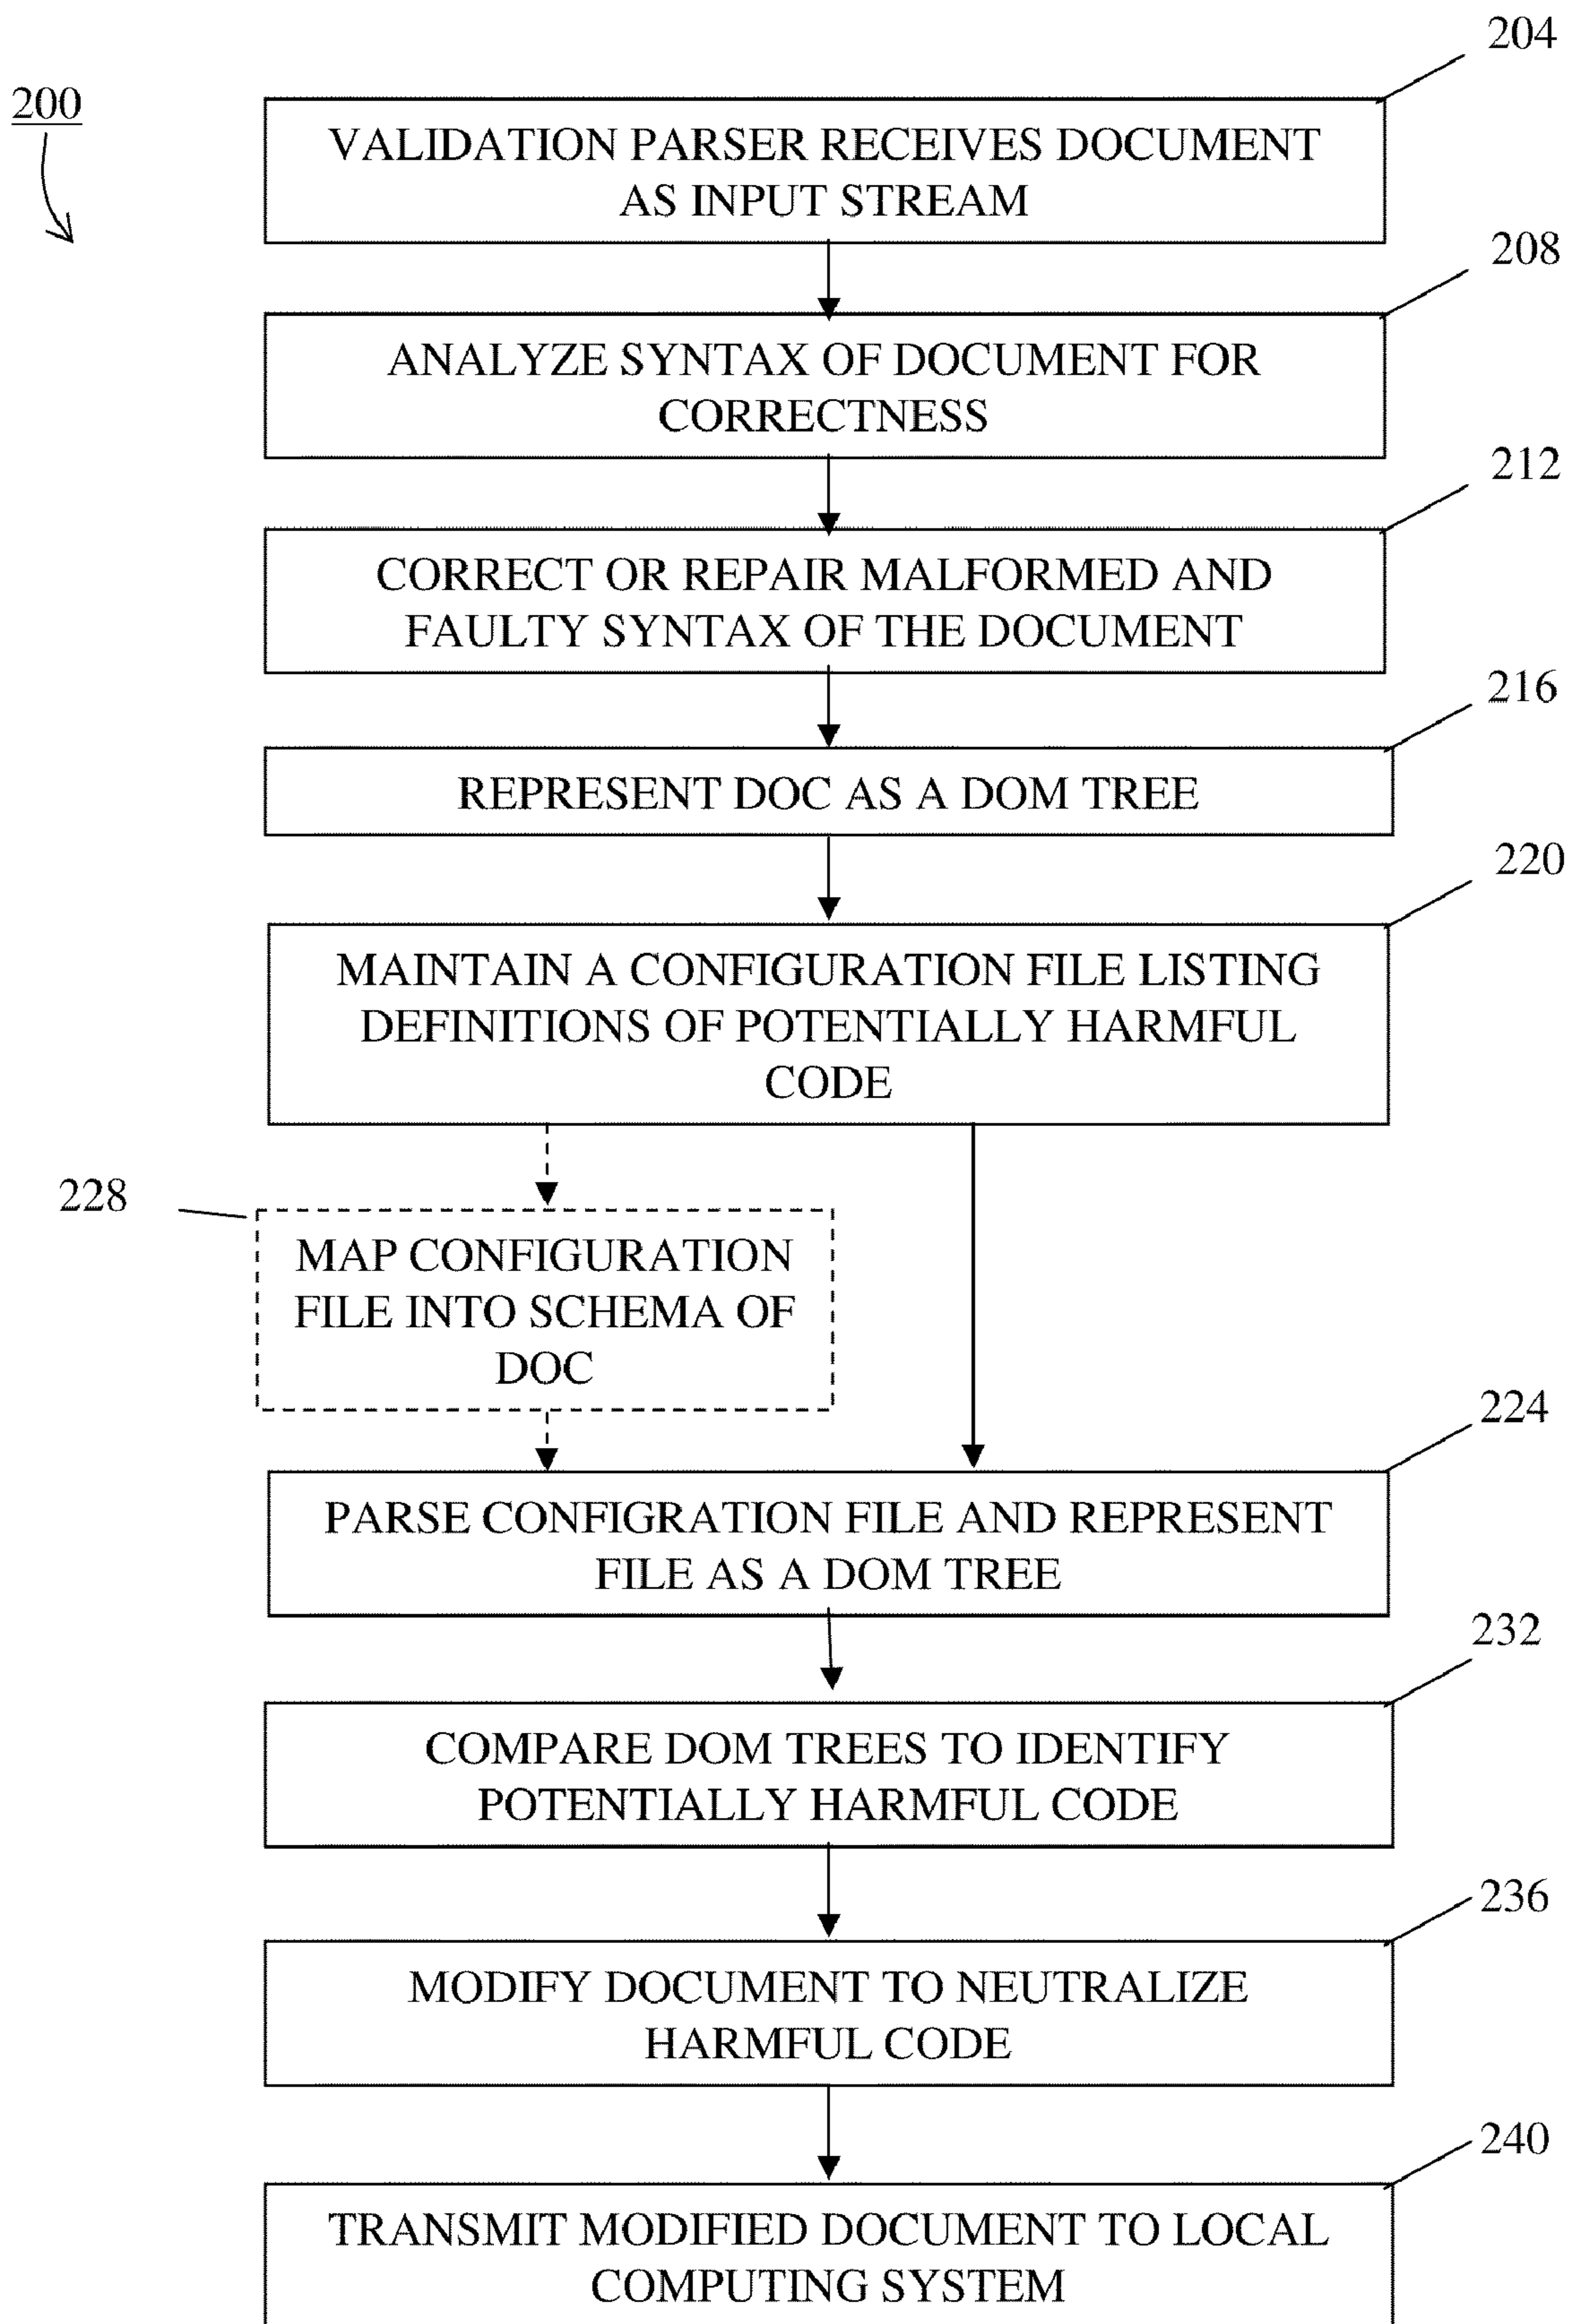 204
200
VALIDATION PARSER RECEIVES DOCUMENT
AS INPUT STREAM
208
ANALYZE SYNTAX OF DOCUMENT FOR
CORRECTNESS
212
CORRECT OR REPAIR MALFORMED AND
FAULTY SYNTAX OF THE DOCUMENT
216
REPRESENT DOC AS A DOM TREE
220
MAINTAIN A CONFIGURATION FILE LISTING
DEFINITIONS OF POTENTIALLY HARMFUL
CODE
228
MAP CONFIGURATION
FILE INTO SCHEMA OF
DOC
224
PARSE CONFIGRATION FILE AND REPRESENT
FILE AS A DOM TREE
232
COMPARE DOM TREES TO IDENTIFY
POTENTIALLY HARMFUL CODE
236
MODIFY DOCUMENT TO NEUTRALIZE
HARMFUL CODE
240
TRANSMIT MODIFIED DOCUMENT TO LOCAL
COMPUTING SYSTEM